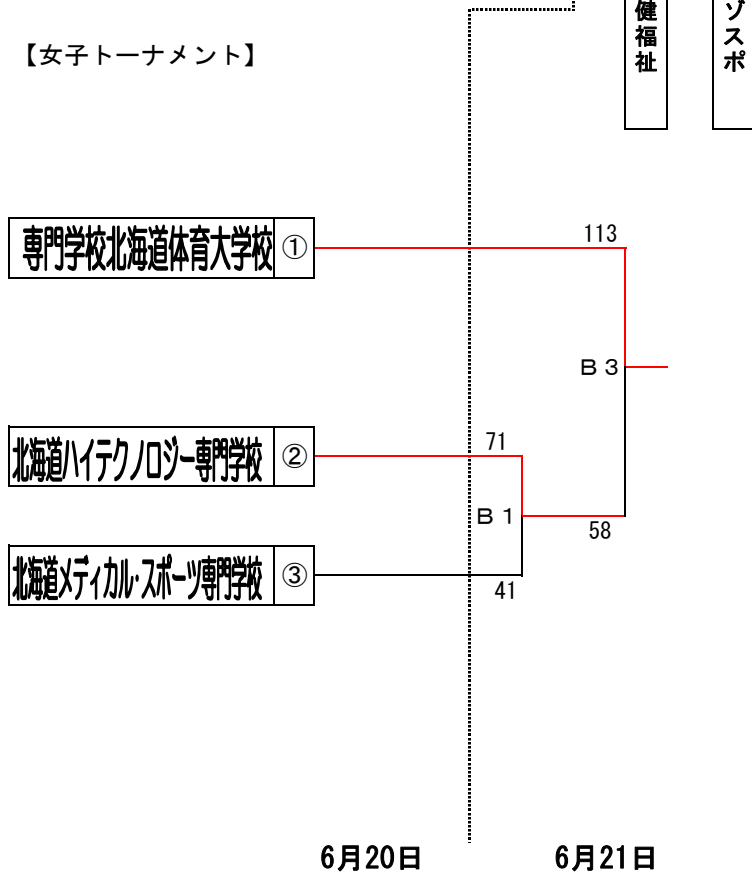 健福祉
ゾスポ
【女子トーナメント】
専門学校北海道体育大学校 ①
113
B3
北海道ハイテクノロジー専門学校 ②
71
B1
58
北海道メディカル・スポーツ専門学校 ③
41
6月20日
6月21日